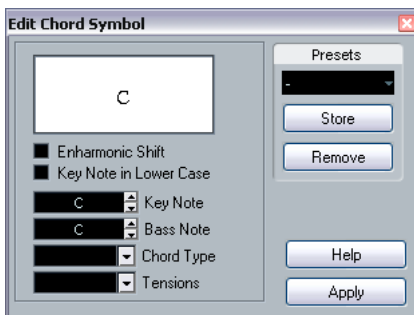 Edit Chord Symbol
C
Enharmonic Shift
Key Note in Lower Case
C Key Note
C Bass Note
Chord Type
Tensions
Presets
-
Store
Remove
Help
Apply